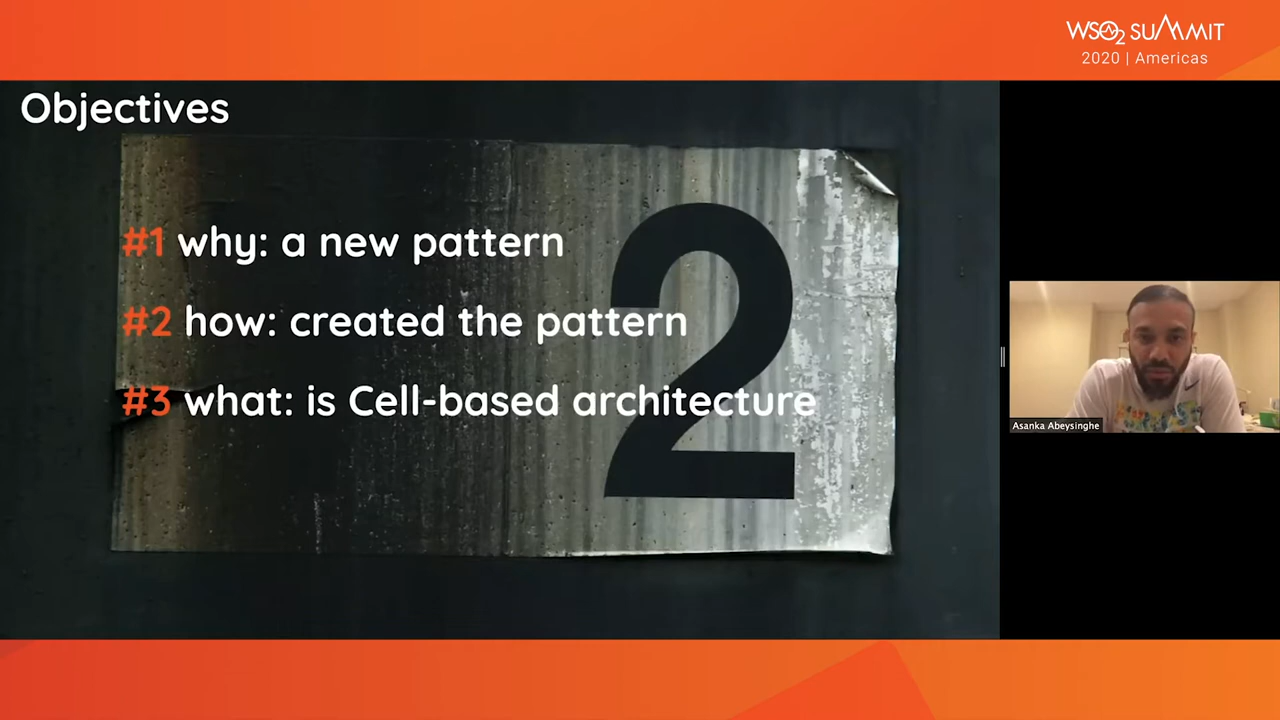 WSO2 SUMMIT
2020 | Americas
Objectives
2
#1 why: a new pattern
#2 how: created the pattern
#3 what: is Cell-based architecture
Asanka Abeysinghe